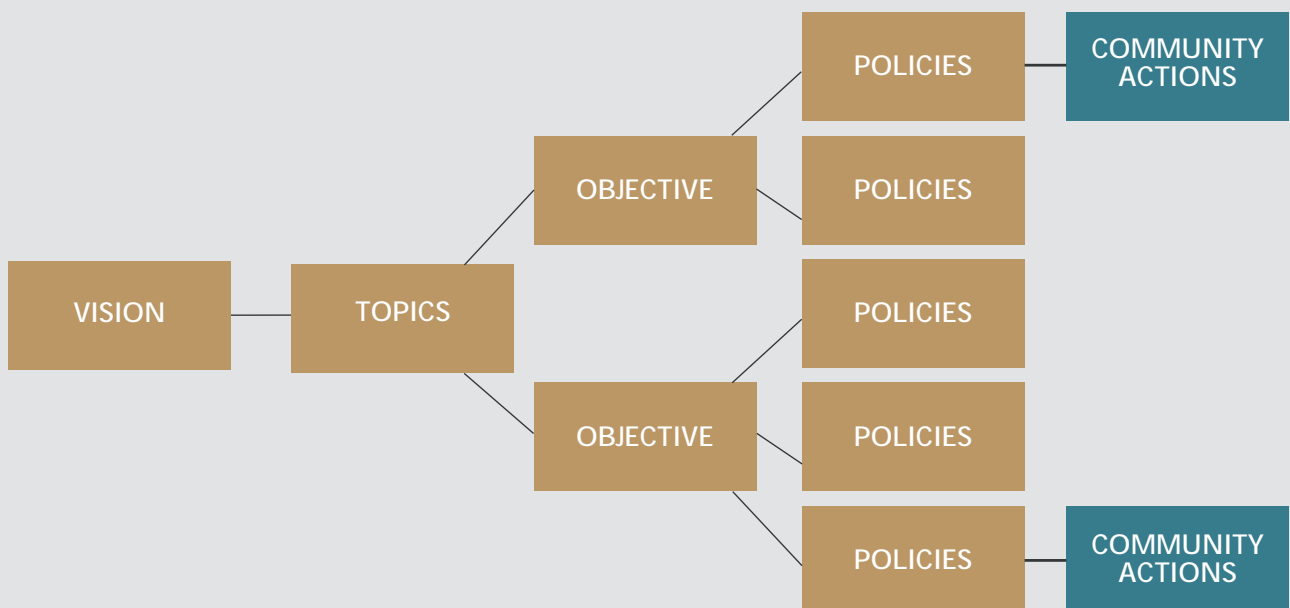 VISION
TOPICS
OBJECTIVE
OBJECTIVE
POLICIES
POLICIES
POLICIES
POLICIES
POLICIES
COMMUNITY
ACTIONS
COMMUNITY
ACTIONS